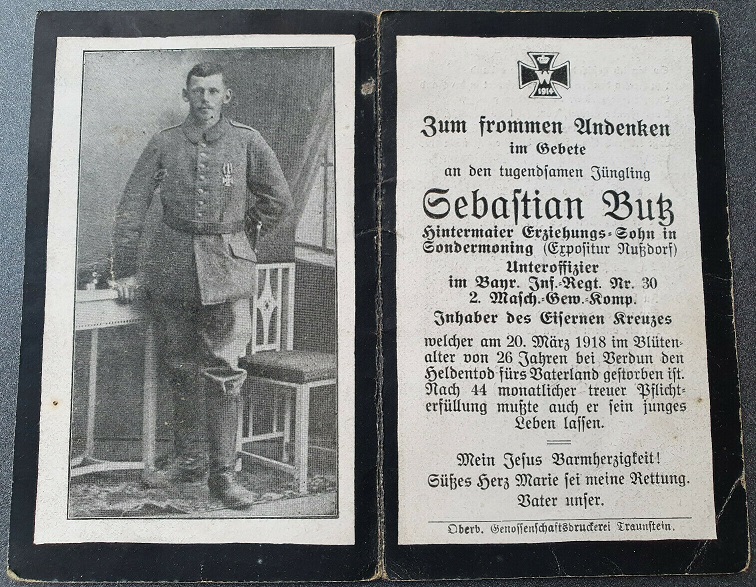 W
1914
Zum frommen Andenken
im Gebete
an den tugendsamen Jüngling
Sebastian Butz
Hintermaier Erziehungs-Sohn in
Sondermoning (Expositur Nußdorf)
Unteroffizier
im Bayr. Inf.-Regt. Nr. 30
2. Masch.-Gew.-Komp.
Inhaber des Eisernen Kreuzes
welcher am 20. März 1918 im Blüten-
alter von 26 Jahren bei Verdun den
Heldentod fürs Vaterland gestorben ist.
Nach 44 monatlicher treuer Pflicht-
erfüllung mußte auch er sein junges
Leben lassen.
Mein Jesus Barmherzigkeit!
Süßes Herz Marie sei meine Rettung.
Vater unser.
Oberb. Genossenschaftsdruckerei Traunstein.